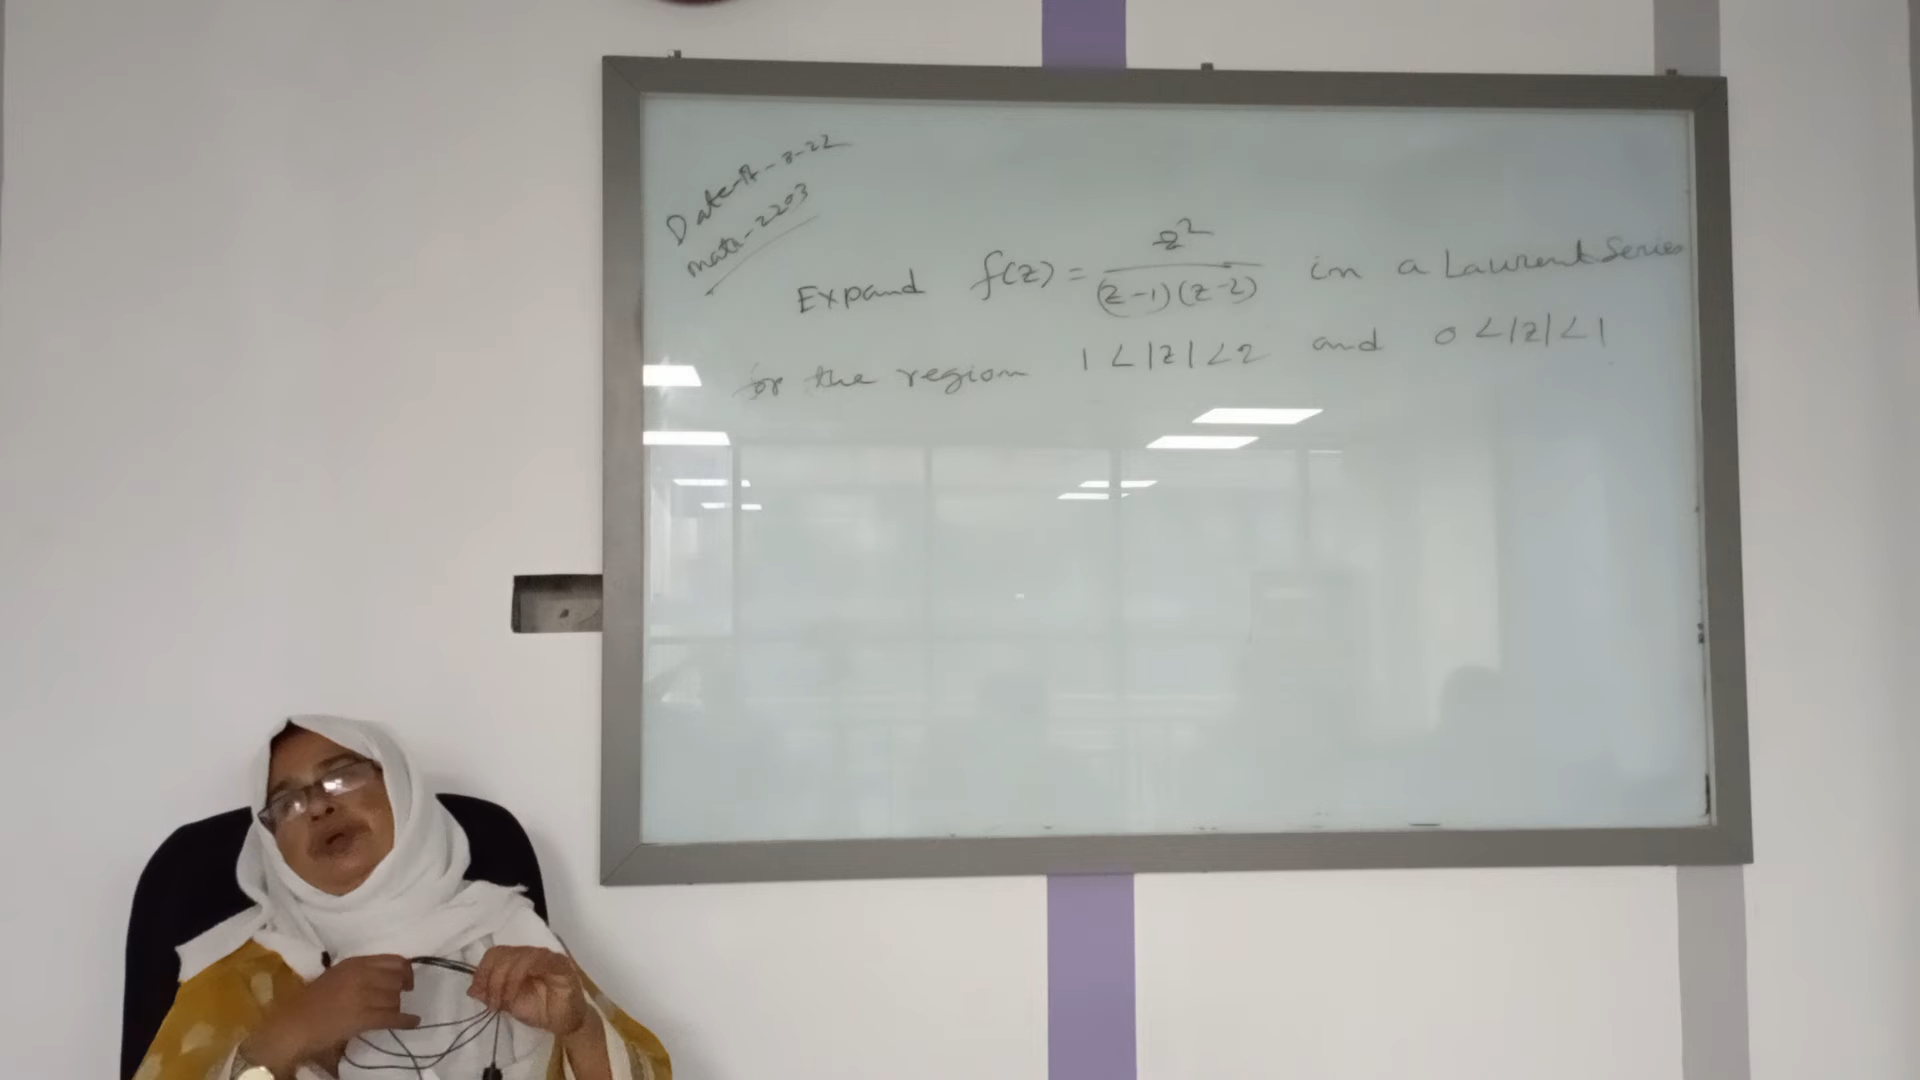 Date-17-8-22
Math-2203
Expand f(z) = z²/(z-1)(z-2) in a Laurent Series
for the region 1<|z|<2 and 0<|z|<1